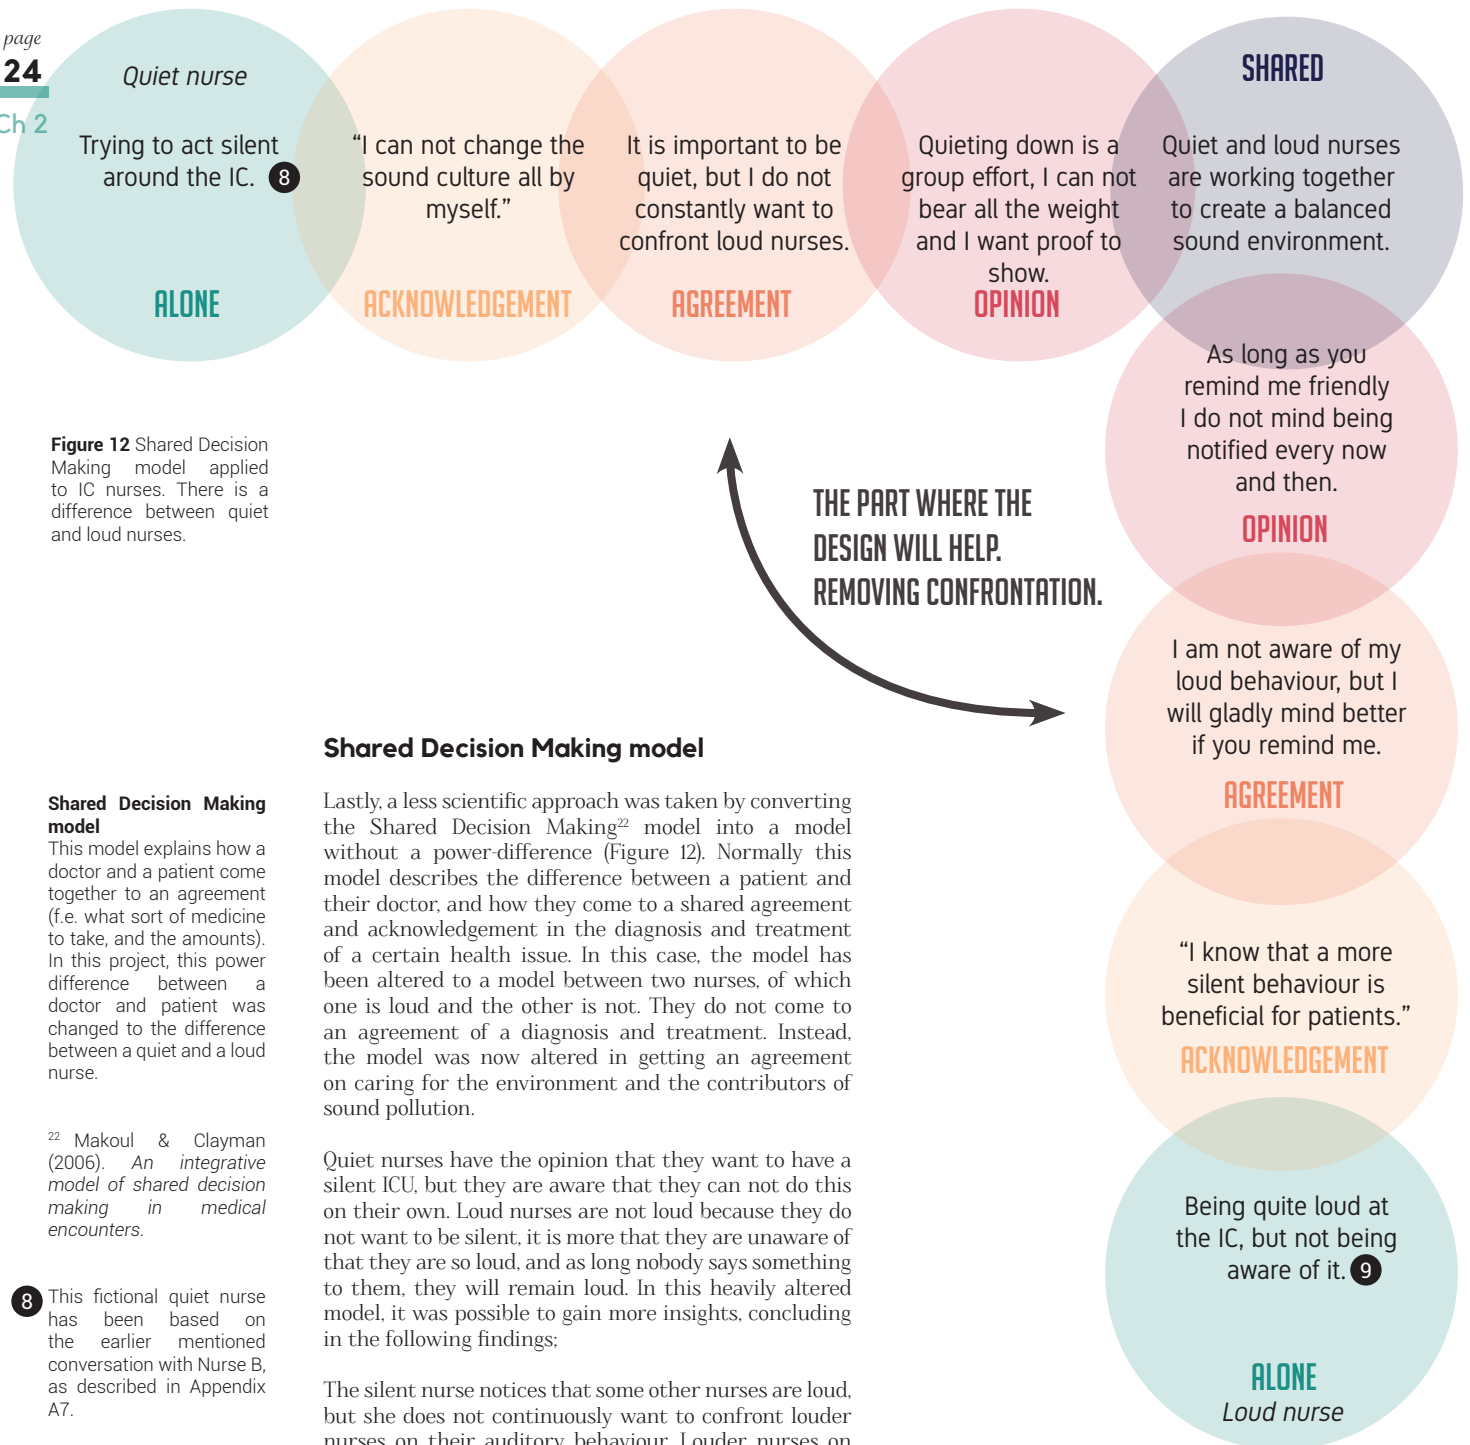 page
24
Ch 2
Quiet nurse
Trying to act silent
around the IC. 8
ALONE
“I can not change the
sound culture all by
myself.”
ACKNOWLEDGEMENT
It is important to be
quiet, but I do not
constantly want to
confront loud nurses.
AGREEMENT
Quieting down is a
group effort, I can not
bear all the weight
and I want proof to
show.
OPINION
SHARED
Quiet and loud nurses
are working together
to create a balanced
sound environment.
As long as you
remind me friendly
I do not mind being
notified every now
and then.
OPINION
I am not aware of my
loud behaviour, but I
will gladly mind better
if you remind me.
AGREEMENT
“I know that a more
silent behaviour is
beneficial for patients.”
ACKNOWLEDGEMENT
Being quite loud at
the IC, but not being
aware of it. 9
ALONE
Loud nurse
THE PART WHERE THE
DESIGN WILL HELP.
REMOVING CONFRONTATION.
Figure 12 Shared Decision
Making model applied
to IC nurses. There is a
difference between quiet
and loud nurses.
Shared Decision Making
model
This model explains how a
doctor and a patient come
together to an agreement
(f.e. what sort of medicine
to take, and the amounts).
In this project, this power
difference between a
doctor and patient was
changed to the difference
between a quiet and a loud
nurse.
22 Makoul & Clayman
(2006). An integrative
model of shared decision
making in medical
encounters.
8 This fictional quiet nurse
has been based on
the earlier mentioned
conversation with Nurse B,
as described in Appendix
A7.
Shared Decision Making model
Lastly, a less scientific approach was taken by converting
the Shared Decision Making22 model into a model
without a power-difference (Figure 12). Normally this
model describes the difference between a patient and
their doctor, and how they come to a shared agreement
and acknowledgement in the diagnosis and treatment
of a certain health issue. In this case, the model has
been altered to a model between two nurses, of which
one is loud and the other is not. They do not come to
an agreement of a diagnosis and treatment. Instead,
the model was now altered in getting an agreement
on caring for the environment and the contributors of
sound pollution.
Quiet nurses have the opinion that they want to have a
silent ICU, but they are aware that they can not do this
on their own. Loud nurses are not loud because they do
not want to be silent, it is more that they are unaware of
that they are so loud, and as long nobody says something
to them, they will remain loud. In this heavily altered
model, it was possible to gain more insights, concluding
in the following findings;
The silent nurse notices that some other nurses are loud,
but she does not continuously want to confront louder
nurses on their auditory behaviour. Louder nurses on